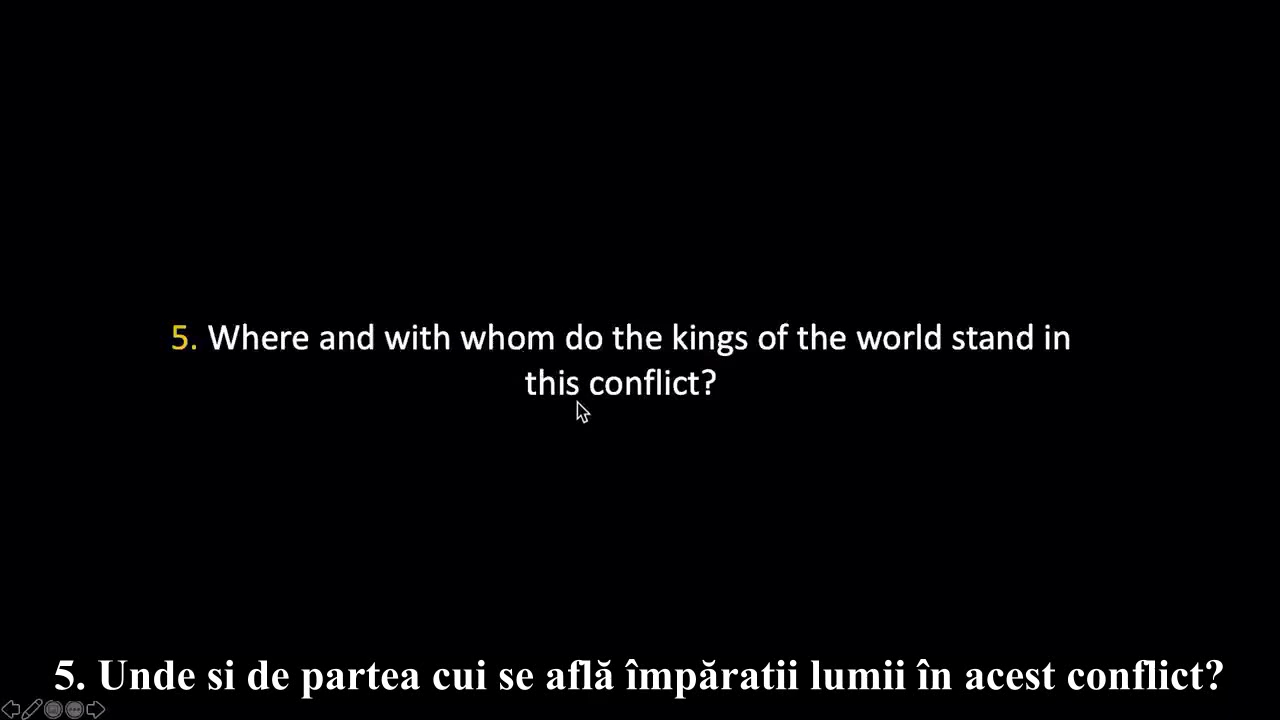 5. Where and with whom do the kings of the world stand in
this conflict?
5. Unde si de partea cui se află împăratii lumii în acest conflict?